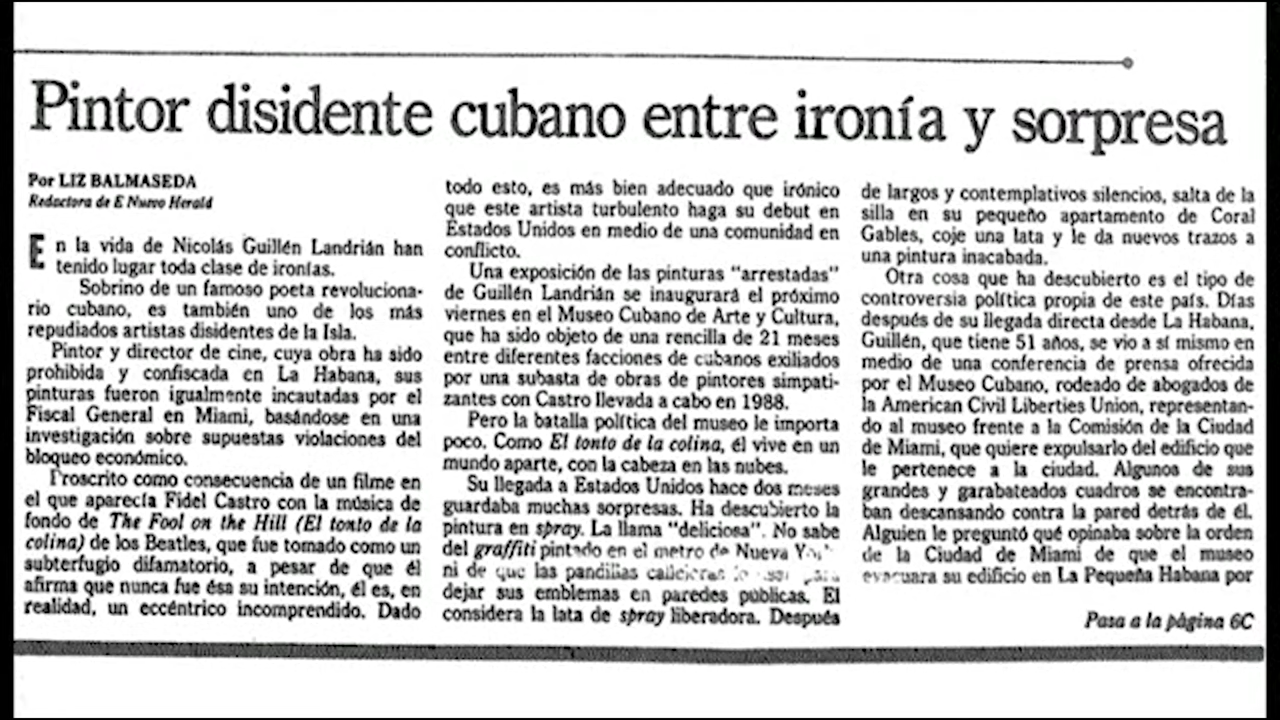 Pintor disidente cubano entre ironía y sorpresa
Por LIZ BALMASEDA
Redactora de E Nuevo Herald
En la vida de Nicolás Guillén Landrián han
tenido lugar toda clase de ironías.
Sobrino de un famoso poeta revoluciona-
rio cubano, es también uno de los más
repudiados artistas disidentes de la Isla.
Pintor y director de cine, cuya obra ha sido
prohibida y confiscada en La Habana, sus
pinturas fueron igualmente incautadas por el
Fiscal General en Miami, basándose en una
investigación sobre supuestas violaciones del
bloqueo económico.
Proscrito como consecuencia de un filme en
el que aparecía Fidel Castro con la música de
fondo de The Fool on the Hill (El tonto de la
colina) de los Beatles, que fue tomado como un
subterfugio difamatorio, a pesar de que él
afirma que nunca fue ésa su intención, él es, en
realidad, un eccéntrico incomprendido. Dado
todo esto, es más bien adecuado que irónico
que este artista turbulento haga su debut en
Estados Unidos en medio de una comunidad en
conflicto.
Una exposición de las pinturas "arrestadas"
de Guillén Landrián se inaugurará el próximo
viernes en el Museo Cubano de Arte y Cultura,
que ha sido objeto de una rencilla de 21 meses
entre diferentes facciones de cubanos exiliados
por una subasta de obras de pintores simpati-
zantes con Castro llevada a cabo en 1988.
Pero la batalla política del museo le importa
poco. Como El tonto de la colina, él vive en un
mundo aparte, con la cabeza en las nubes.
Su llegada a Estados Unidos hace dos meses
guardaba muchas sorpresas. Ha descubierto la
pintura en spray. La llama "deliciosa". No sabe
del graffiti pintado en el metro de Nueva
ni de que las pandillas callejeras
dejar sus emblemas en paredes públicas. El
considera la lata de spray liberadora. Después
de largos y contemplativos silencios, salta de la
silla en su pequeño apartamento de Coral
Gables, coje una lata y le da nuevos trazos a
una pintura inacabada.
Otra cosa que ha descubierto es el tipo de
controversia política propia de este país. Días
después de su llegada directa desde La Habana,
Guillén, que tiene 51 años, se vio a sí mismo en
medio de una conferencia de prensa ofrecida
por el Museo Cubano, rodeado de abogados de
la American Civil Liberties Union, representan-
do al museo frente a la Comisión de la Ciudad
de Miami, que quiere expulsarlo del edificio que
le pertenece a la ciudad. Algunos de sus
grandes y garabateados cuadros se encontra-
ban descansando contra la pared detrás de él.
Alguien le preguntó qué opinaba sobre la orden
de la Ciudad de Miami de que el museo
evacuara su edificio en La Pequeña Habana por
Pasa a la página 6C